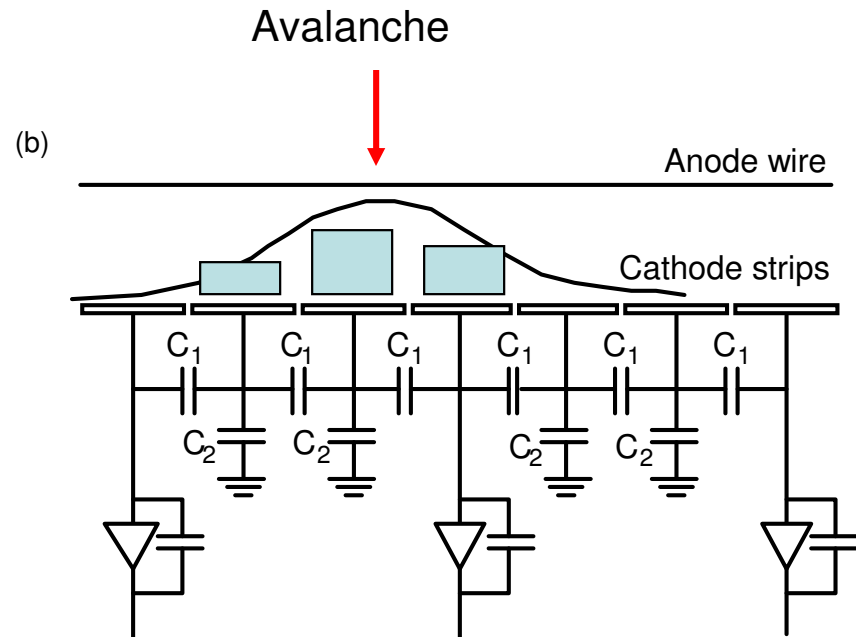 Avalanche
(b)
Anode wire
Cathode strips
C1 C1 C1 C1 C1 C1
C2 C2 C2 C2